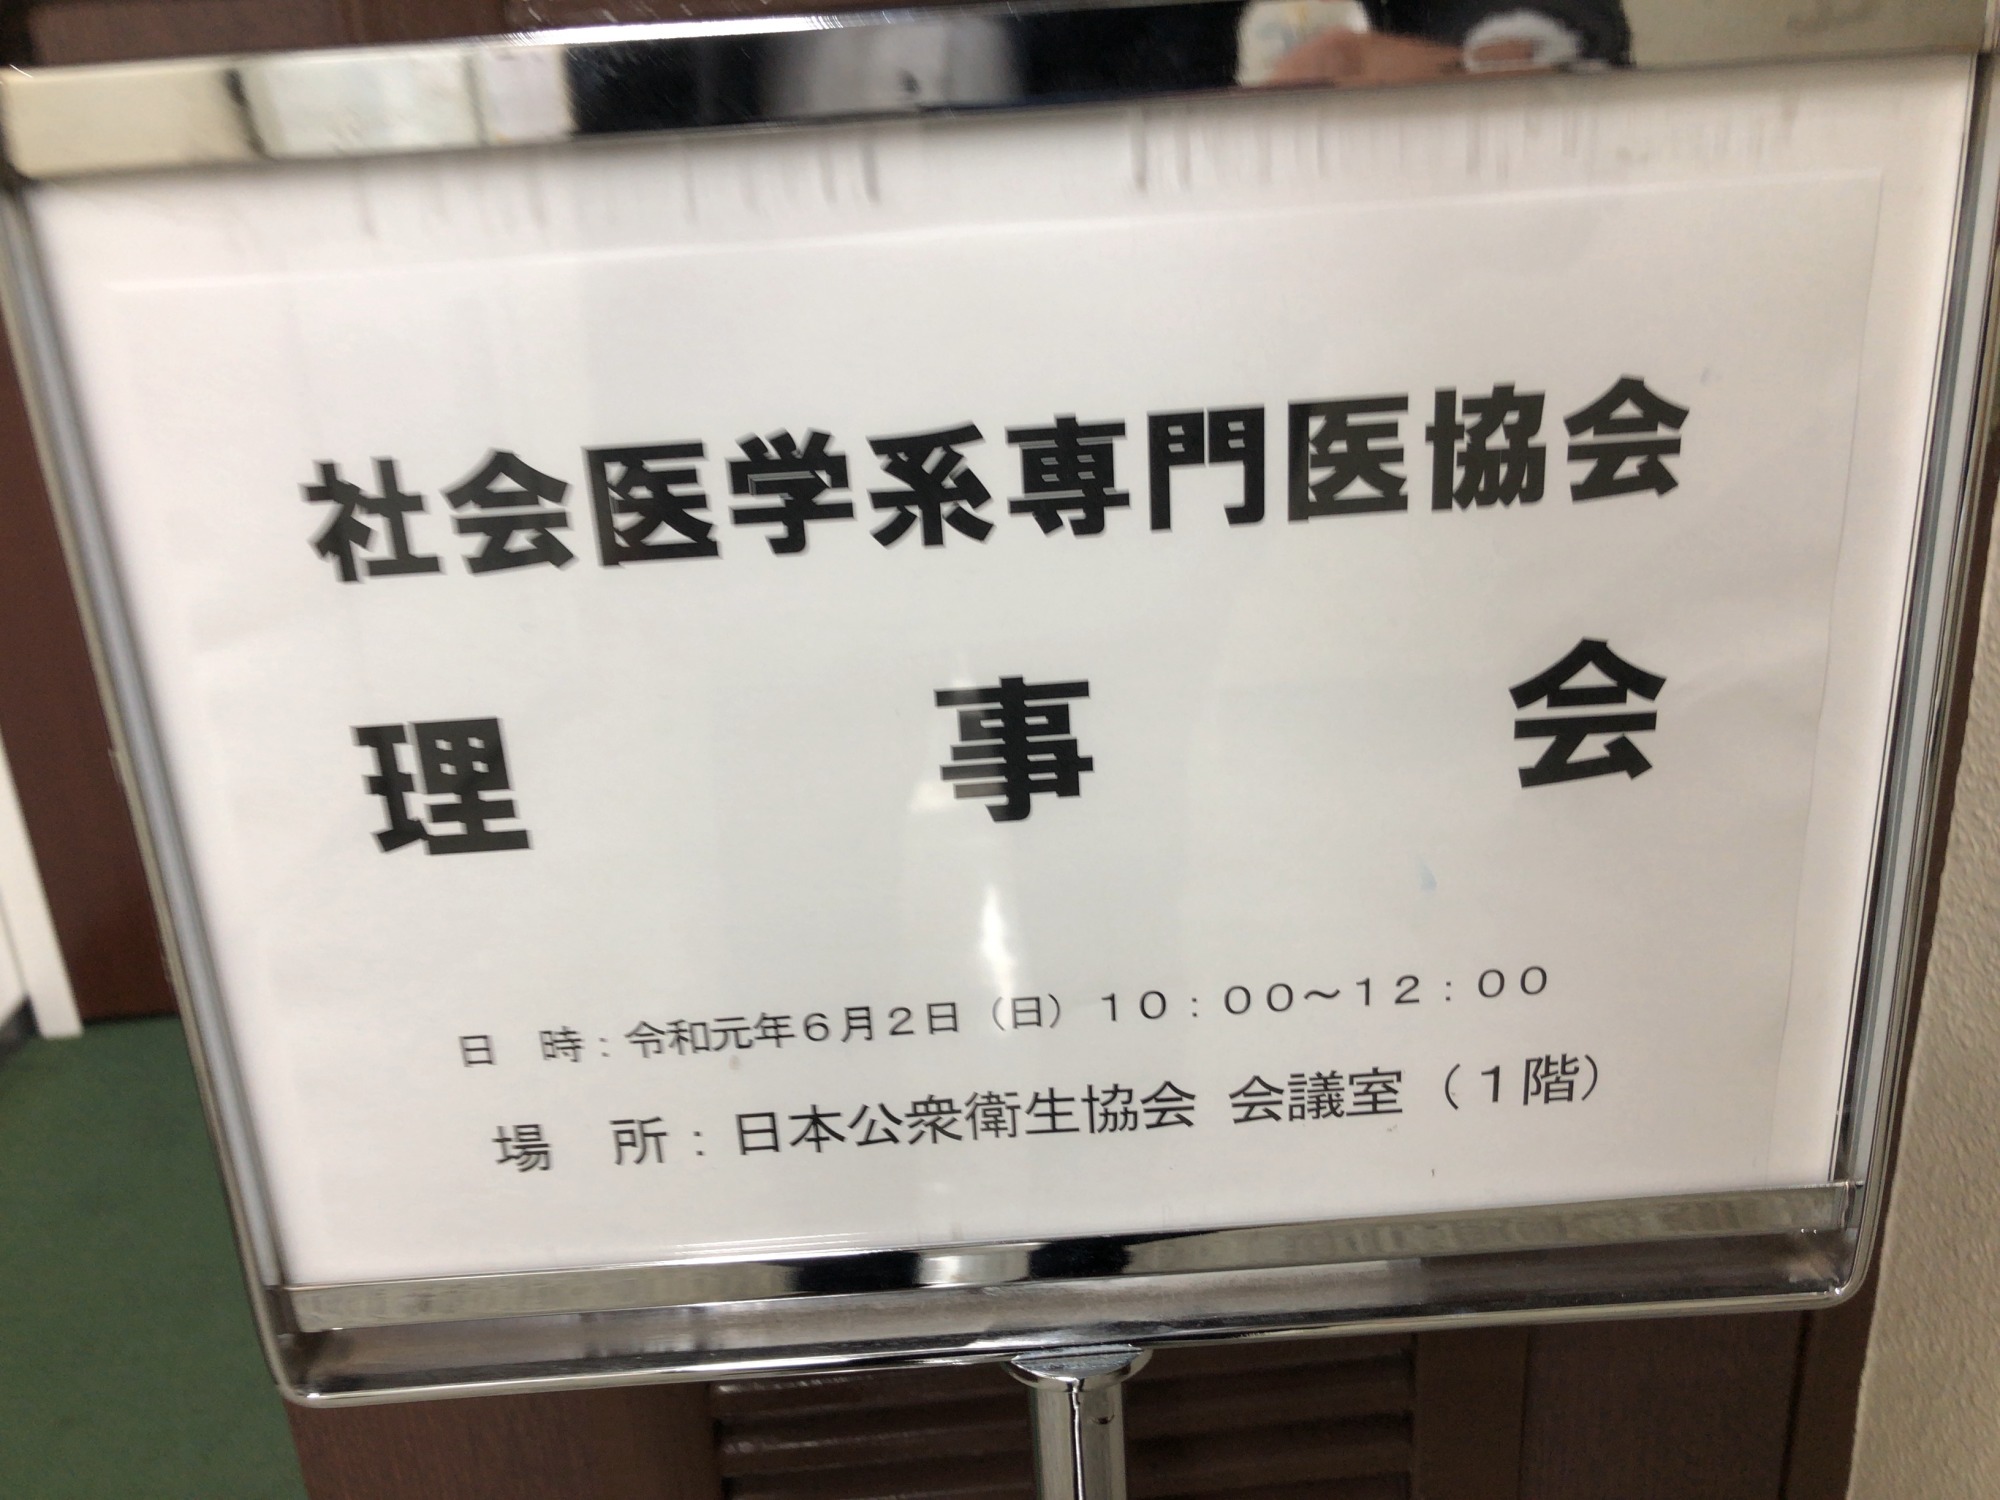 社会医学系専門医協会
理事会
日 時：令和元年６月２日（日）１０：００～１２：００
場 所：日本公衆衛生協会 会議室（１階）